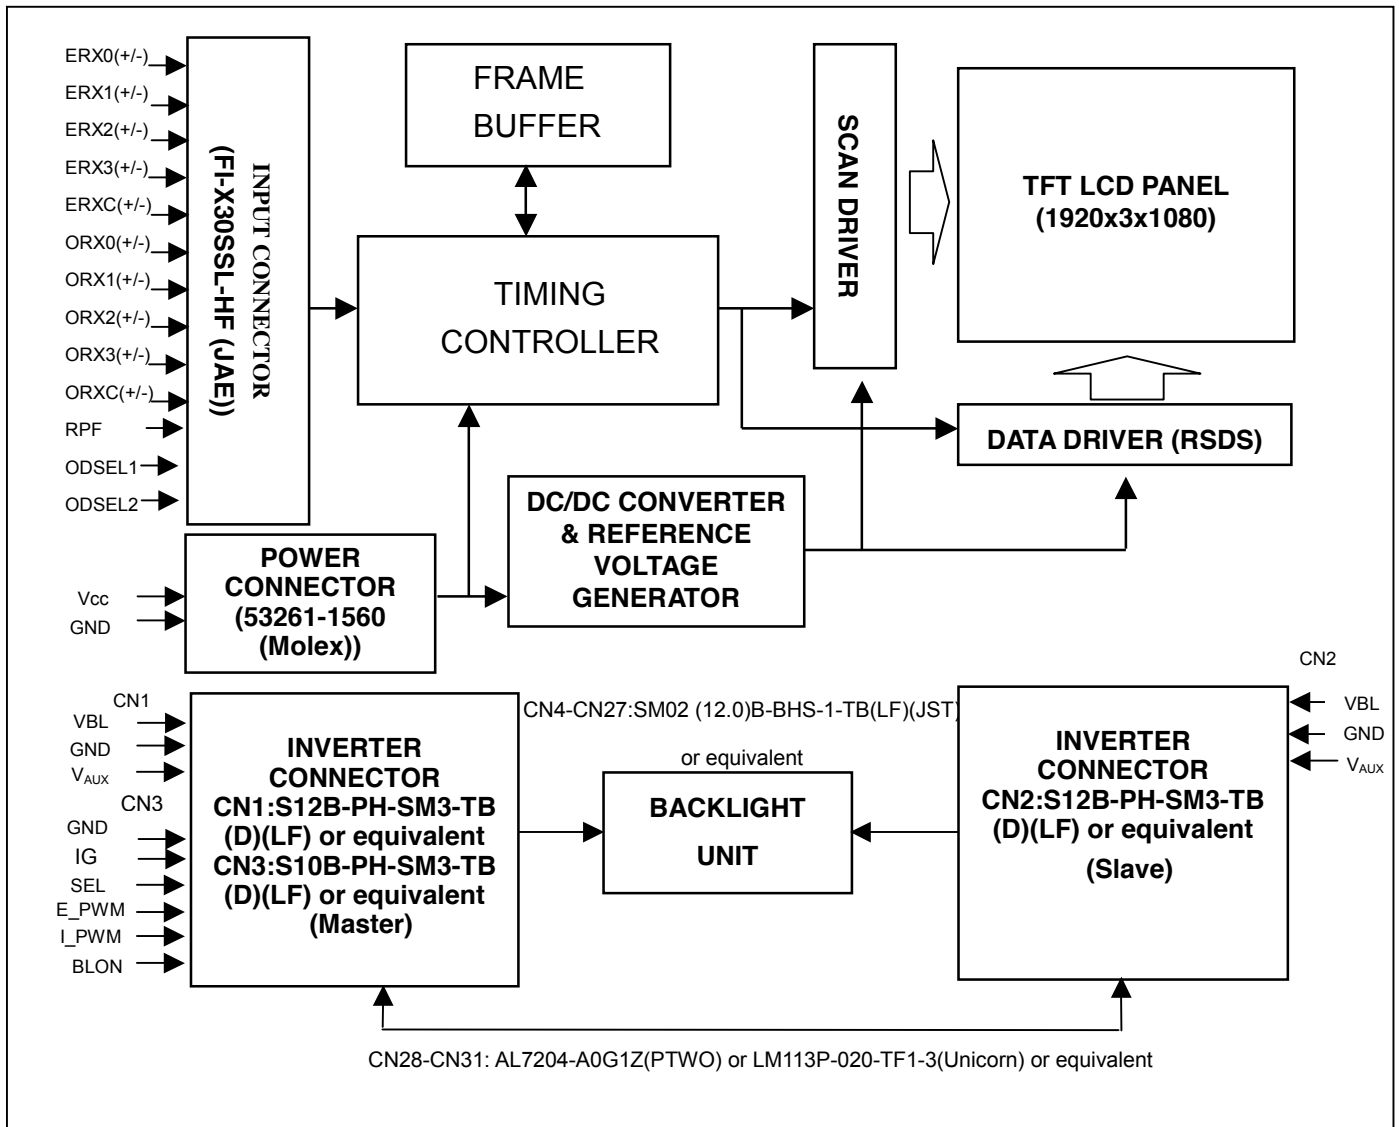 ERX0(+/-)
ERX1(+/-)
ERX2(+/-)
ERX3(+/-)
ERXC(+/-)
ORX0(+/-)
ORX1(+/-)
ORX2(+/-)
ORX3(+/-)
ORXC(+/-)
RPF
ODSEL1
ODSEL2
INPUT CONNECTOR
(FI-X30SSL-HF (JAE))
FRAME
BUFFER
TIMING
CONTROLLER
SCAN DRIVER
TFT LCD PANEL
(1920x3x1080)
DATA DRIVER (RSDS)
DC/DC CONVERTER
& REFERENCE
VOLTAGE
GENERATOR
Vcc
GND
POWER
CONNECTOR
(53261-1560
(Molex))
CN1
VBL
GND
VAUX
CN3
GND
IG
SEL
E_PWM
I_PWM
BLON
INVERTER
CONNECTOR
CN1:S12B-PH-SM3-TB
(D)(LF) or equivalent
CN3:S10B-PH-SM3-TB
(D)(LF) or equivalent
(Master)
CN4-CN27:SM02 (12.0)B-BHS-1-TB(LF)(JST)
or equivalent
BACKLIGHT
UNIT
INVERTER
CONNECTOR
CN2:S12B-PH-SM3-TB
(D)(LF) or equivalent
(Slave)
CN2
VBL
GND
VAUX
CN28-CN31: AL7204-A0G1Z(PTWO) or LM113P-020-TF1-3(Unicorn) or equivalent